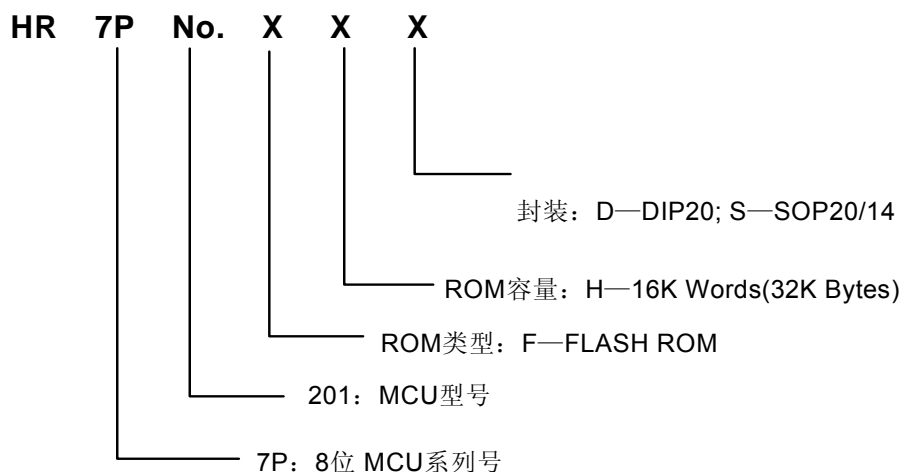 HR 7P No. X X X
封装：D—DIP20; S—SOP20/14
ROM容量：H—16K Words(32K Bytes)
ROM类型：F—FLASH ROM
201：MCU型号
7P：8位 MCU系列号